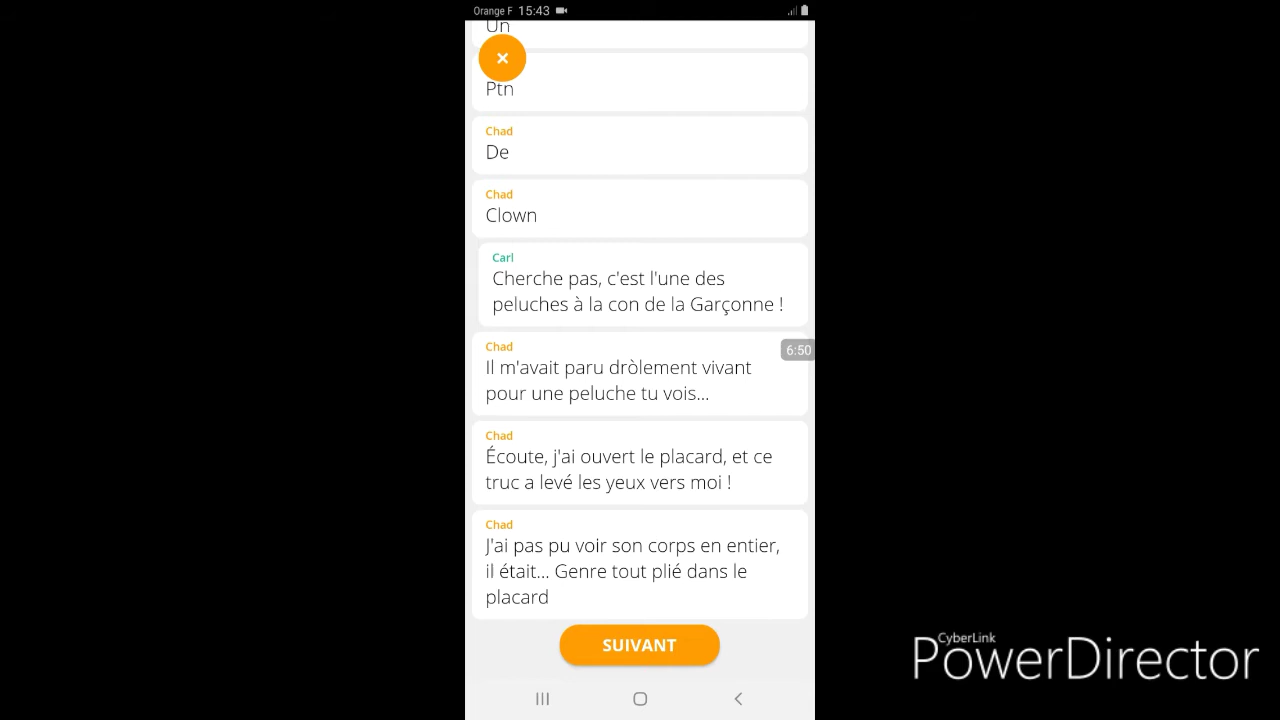 Orange F 15:43
Un
Ptn
Chad
De
Chad
Clown
Carl
Cherche pas, c'est l'une des
peluches à la con de la Garçonne !
Chad
Il m'avait paru dròlement vivant
pour une peluche tu vois...
6:50
Chad
Écoute, j'ai ouvert le placard, et ce
truc a levé les yeux vers moi !
Chad
J'ai pas pu voir son corps en entier,
il était... Genre tout plié dans le
placard
SUIVANT
CyberLink
PowerDirector